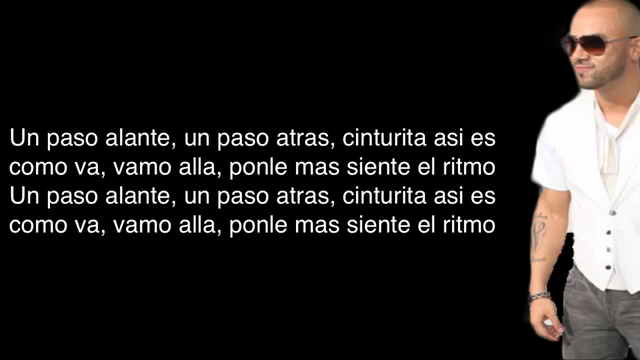 Un paso alante, un paso atras, cinturita asi es
como va, vamo alla, ponle mas siente el ritmo
Un paso alante, un paso atras, cinturita asi es
como va, vamo alla, ponle mas siente el ritmo